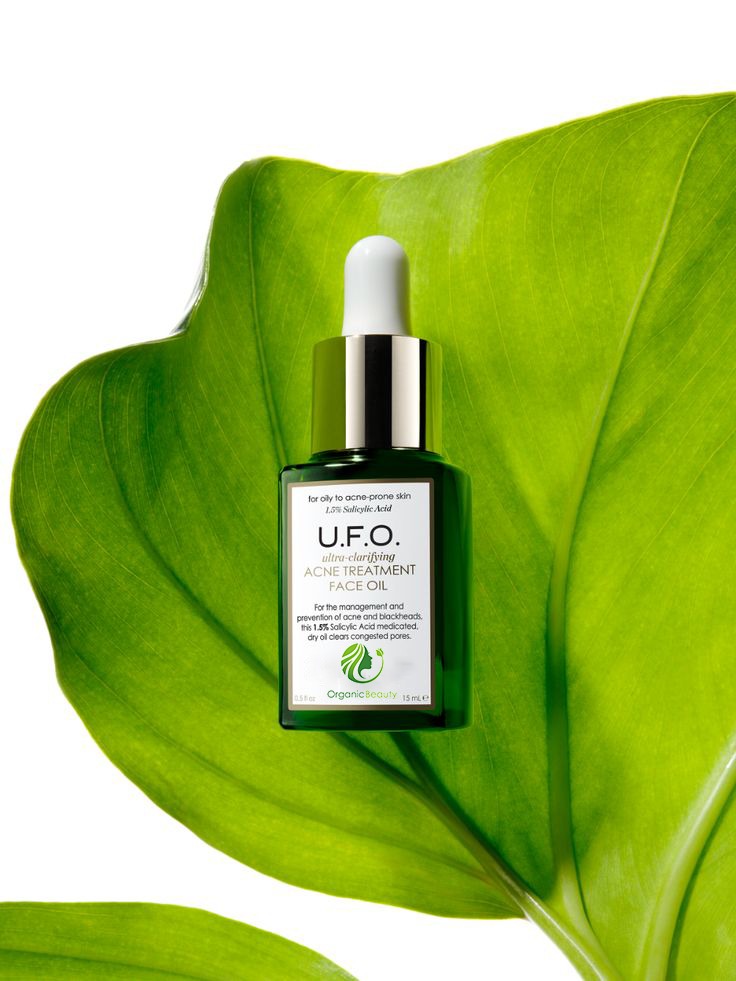 for oily to acne-prone skin
1.5% Salicylic Acid
U.F.O.
ultra-clarifying
ACNE TREATMENT
FACE OIL
For the management and
prevention of acne and blackheads,
this 1.5% Salicylic Acid medicated,
dry oil clears congested pores.
OrganicBeauty
0.5 fl oz 15 mL ℮